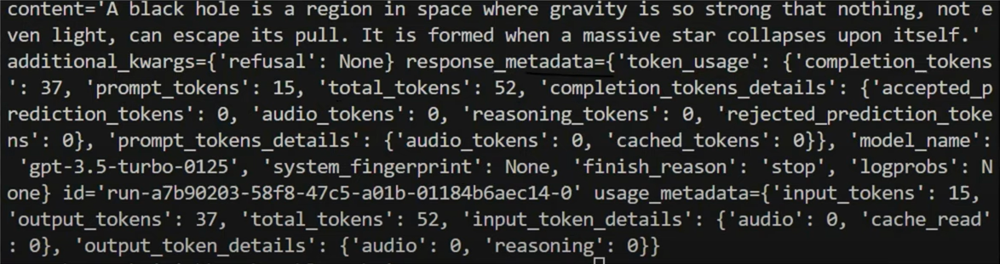 content='A black hole is a region in space where gravity is so strong that nothing, not e
ven light, can escape its pull. It is formed when a massive star collapses upon itself.'
additional_kwargs={'refusal': None} response_metadata={'token_usage': {'completion_tokens
': 37, 'prompt_tokens': 15, 'total_tokens': 52, 'completion_tokens_details': {'accepted_p
rediction_tokens': 0, 'audio_tokens': 0, 'reasoning_tokens': 0, 'rejected_prediction_toke
ns': 0}, 'prompt_tokens_details': {'audio_tokens': 0, 'cached_tokens': 0}}, 'model_name':
'gpt-3.5-turbo-0125', 'system_fingerprint': None, 'finish_reason': 'stop', 'logprobs': N
one} id='run-a7b90203-58f8-47c5-a01b-01184b6aec14-0' usage_metadata={'input_tokens': 15,
'output_tokens': 37, 'total_tokens': 52, 'input_token_details': {'audio': 0, 'cache_read'
: 0}, 'output_token_details': {'audio': 0, 'reasoning': 0}}